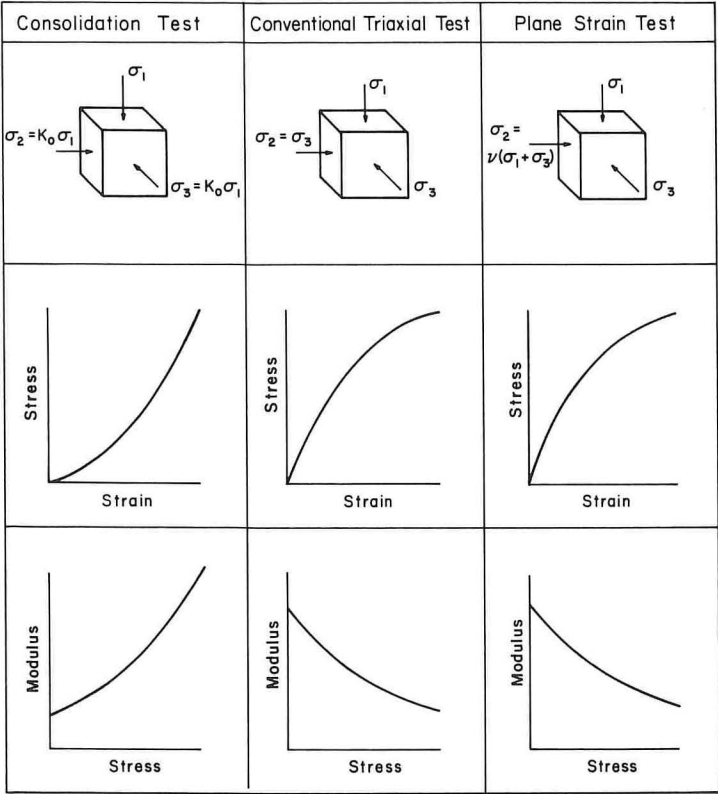 Consolidation Test
Conventional Triaxial Test
Plane Strain Test
σ₁
σ₂ = K₀σ₁
σ₃ = K₀σ₁
σ₁
σ₂ = σ₃
σ₃
σ₁
σ₂ =
ν(σ₁ + σ₃)
σ₃
Stress
Strain
Stress
Strain
Stress
Strain
Modulus
Stress
Modulus
Stress
Modulus
Stress